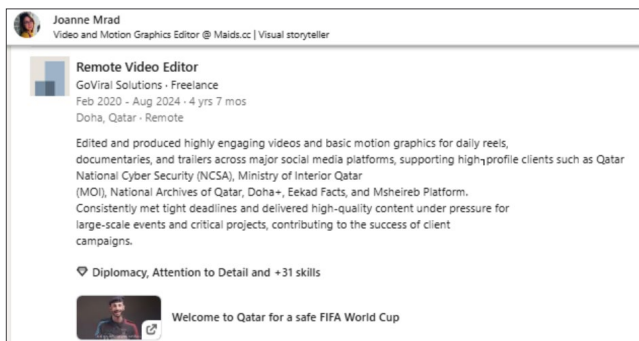 Joanne Mrad
Video and Motion Graphics Editor @ Maids.cc | Visual storyteller
Remote Video Editor
GoViral Solutions · Freelance
Feb 2020 - Aug 2024 · 4 yrs 7 mos
Doha, Qatar · Remote
Edited and produced highly engaging videos and basic motion graphics for daily reels,
documentaries, and trailers across major social media platforms, supporting high¬profile clients such as Qatar
National Cyber Security (NCSA), Ministry of Interior Qatar
(MOI), National Archives of Qatar, Doha+, Eekad Facts, and Msheireb Platform.
Consistently met tight deadlines and delivered high-quality content under pressure for
large-scale events and critical projects, contributing to the success of client
campaigns.
Diplomacy, Attention to Detail and +31 skills
Welcome to Qatar for a safe FIFA World Cup